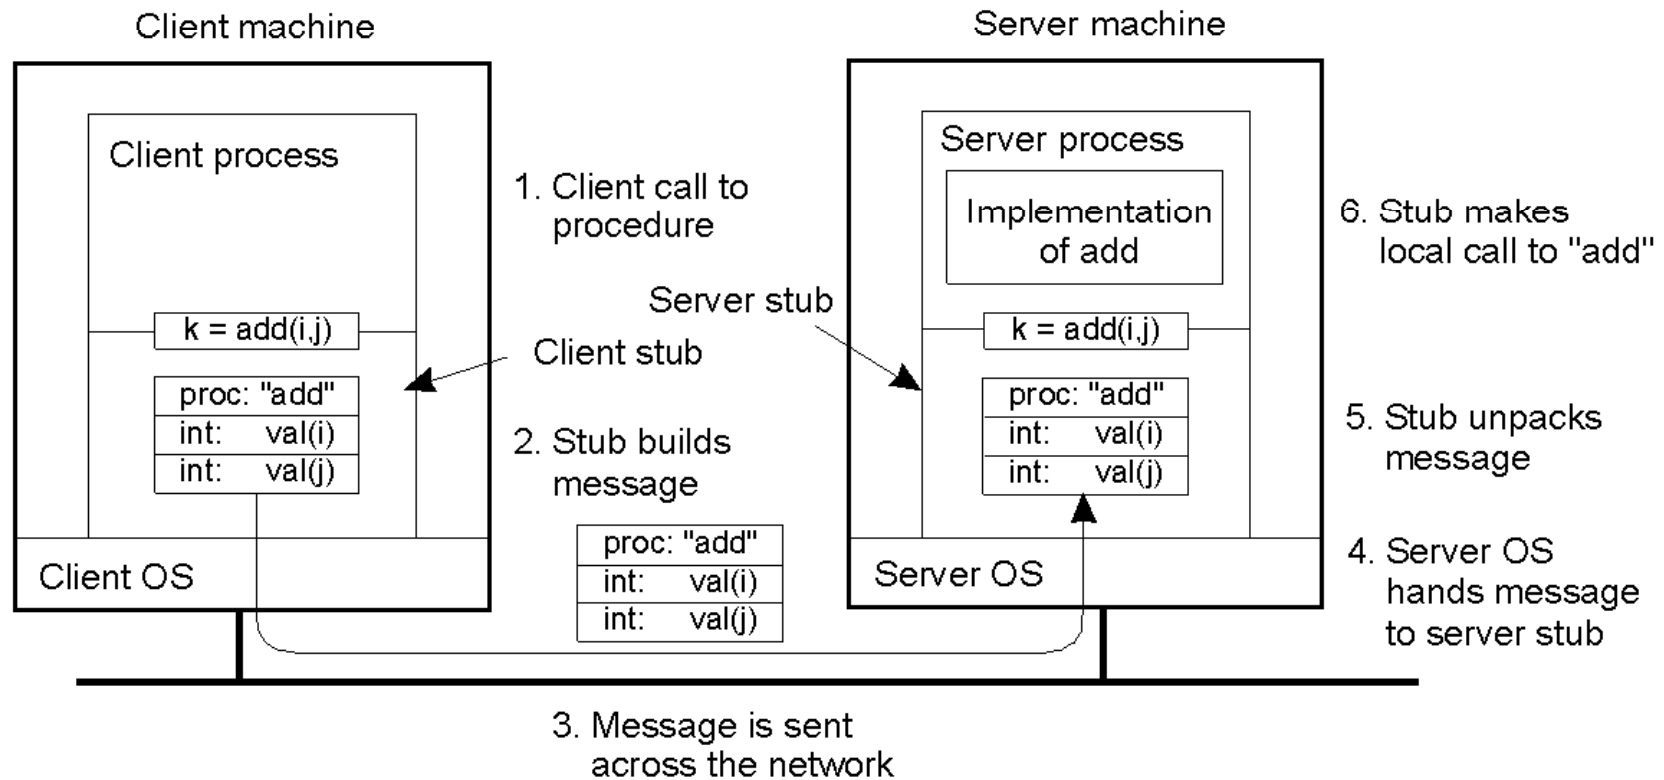 Client machine
Server machine
Client process
1. Client call to
procedure
Server process
Implementation
of add
6. Stub makes
local call to "add"
Server stub
k = add(i,j)
k = add(i,j)
Client stub
proc: "add"
int: val(i)
int: val(j)
2. Stub builds
message
proc: "add"
int: val(i)
int: val(j)
proc: "add"
int: val(i)
int: val(j)
5. Stub unpacks
message
Client OS
Server OS
4. Server OS
hands message
to server stub
3. Message is sent
across the network